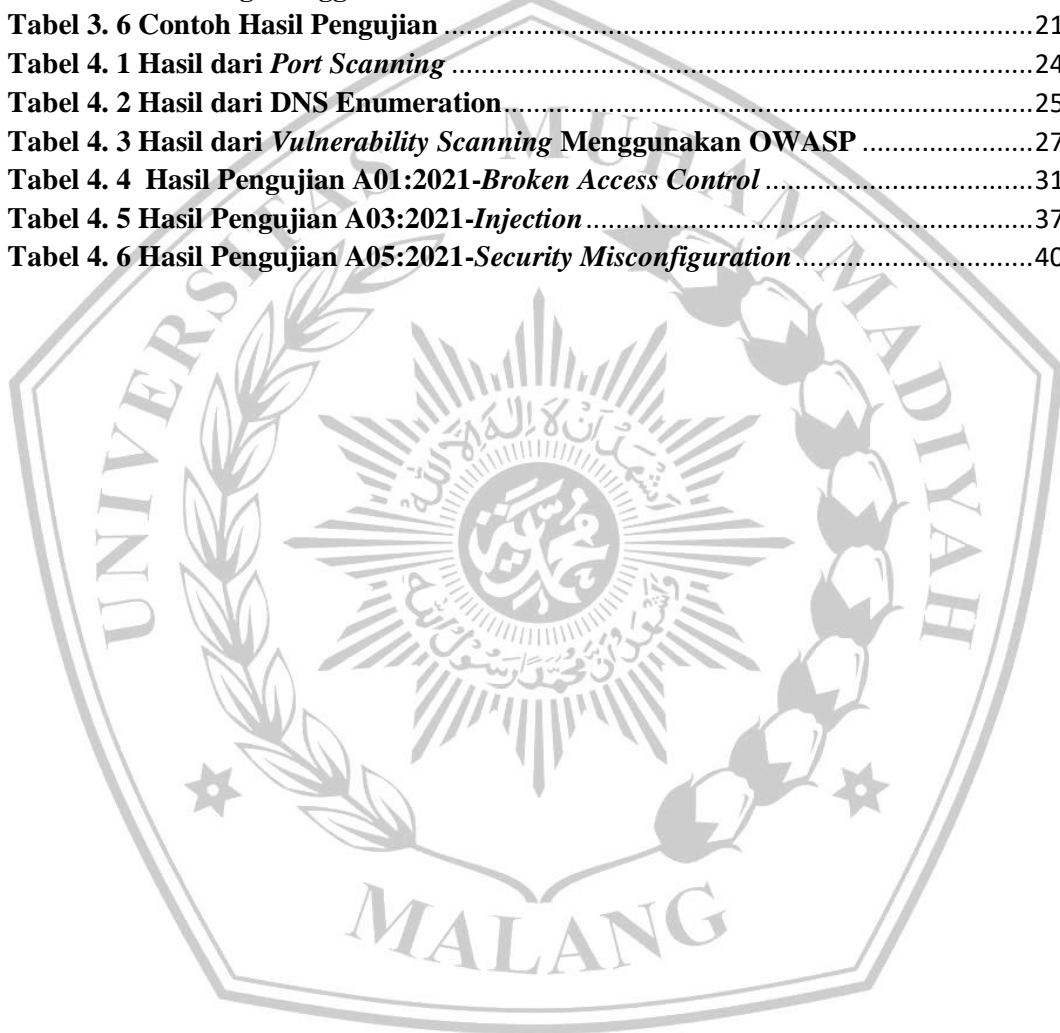 Tabel 3. 6 Contoh Hasil Pengujian ........................................................................................ 21
Tabel 4. 1 Hasil dari Port Scanning ....................................................................................... 24
Tabel 4. 2 Hasil dari DNS Enumeration ................................................................................ 25
Tabel 4. 3 Hasil dari Vulnerability Scanning Menggunakan OWASP ................................ 27
Tabel 4. 4  Hasil Pengujian A01:2021-Broken Access Control ............................................. 31
Tabel 4. 5 Hasil Pengujian A03:2021-Injection ..................................................................... 37
Tabel 4. 6 Hasil Pengujian A05:2021-Security Misconfiguration ........................................ 40
UNIVERSITAS MUHAMMADIYAH
MALANG